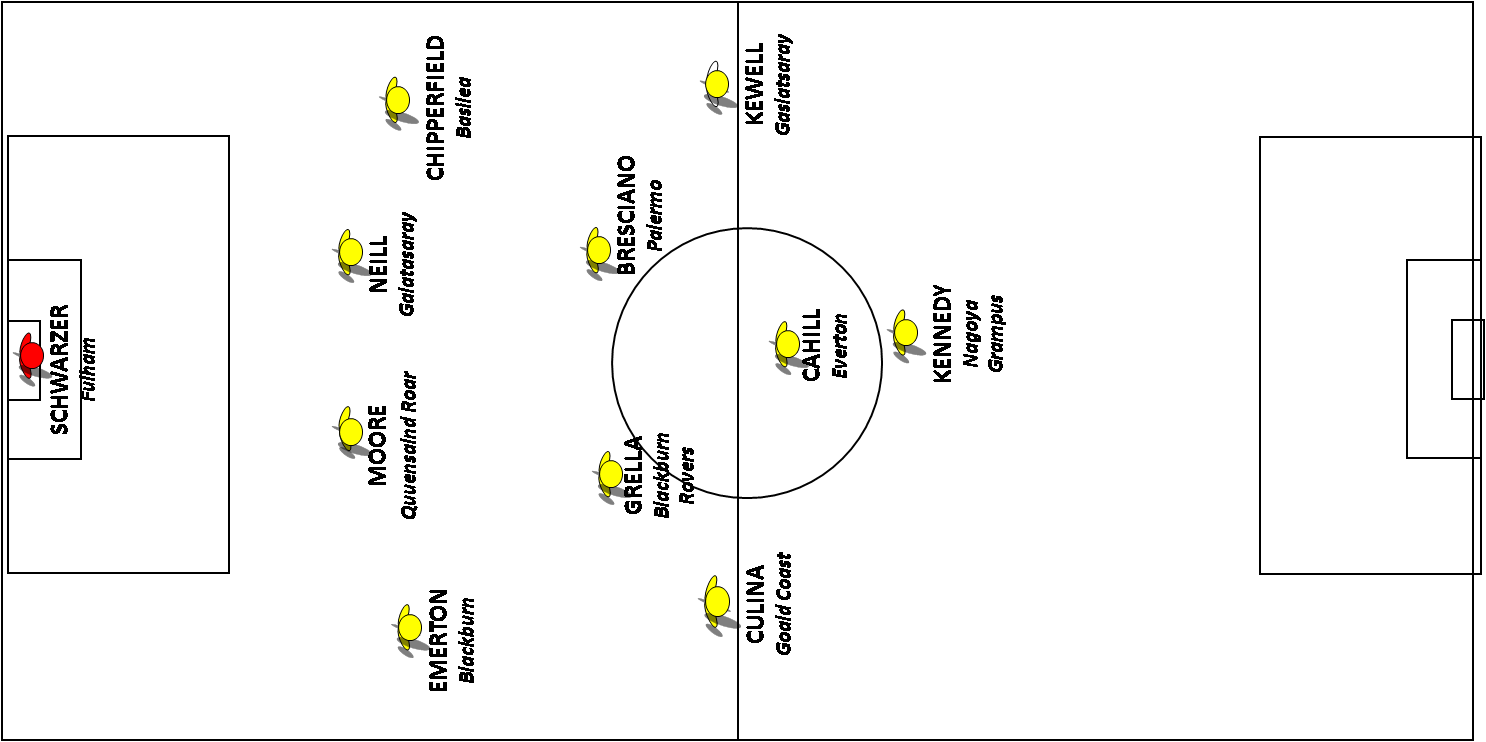 SCHWARZER
Fulham
CHIPPERFIELD
Basilea
NEILL
Galatasaray
MOORE
Quuensalnd Roar
EMERTON
Blackburn
BRESCIANO
Palermo
GRELLA
Blackburn
Rovers
KEWELL
Gaslatsaray
CULINA
Goald Coast
CAHILL
Everton
KENNEDY
Nagoya
Grampus